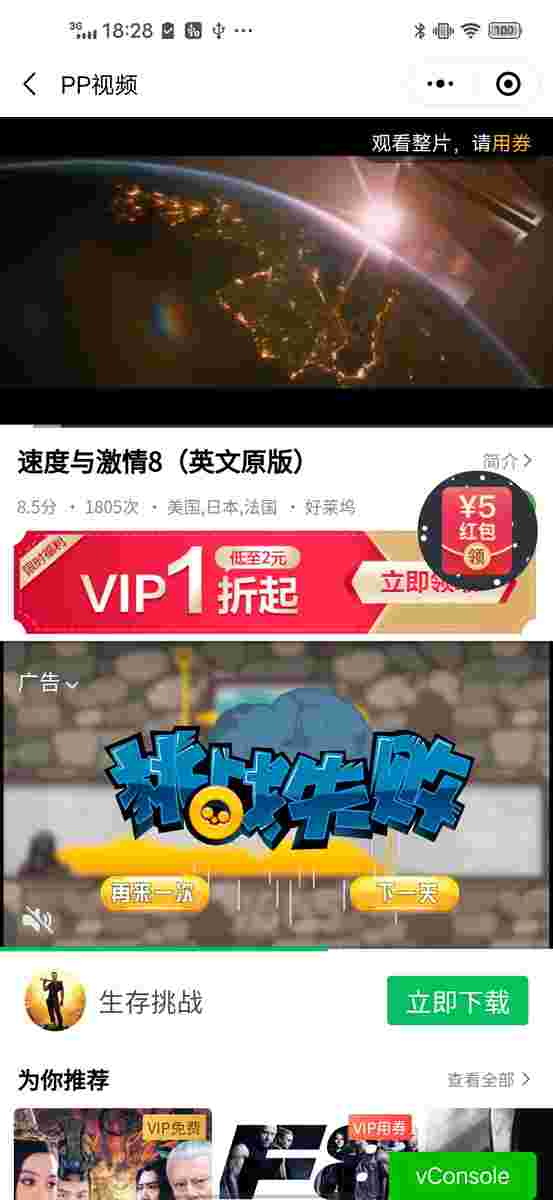 3G 18:28 100
PP视频
观看整片，请用券
速度与激情8（英文原版）
简介
8.5分 · 1805次 · 美国,日本,法国 · 好莱坞
¥5
红包
领
限时福利
VIP1折起
低至2元
立即领
广告
挑战失败
再来一次
下一关
生存挑战
立即下载
为你推荐
查看全部
VIP免费
VIP用券
F8
vConsole